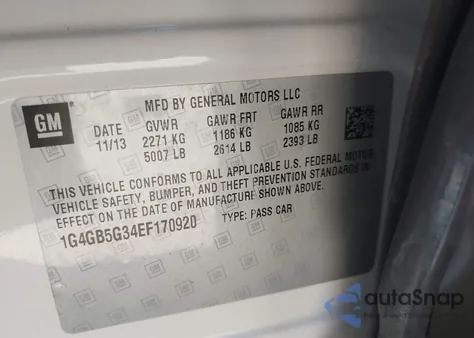 GM
MFD BY GENERAL MOTORS LLC
DATE GVWR GAWR FRT GAWR RR
11/13 2271 KG 1186 KG 1085 KG
5007 LB 2614 LB 2393 LB
THIS VEHICLE CONFORMS TO ALL APPLICABLE U.S. FEDERAL MOTOR
VEHICLE SAFETY, BUMPER, AND THEFT PREVENTION STANDARDS IN
EFFECT ON THE DATE OF MANUFACTURE SHOWN ABOVE.
1G4GB5G34EF170920 TYPE: PASS CAR
autoSnap